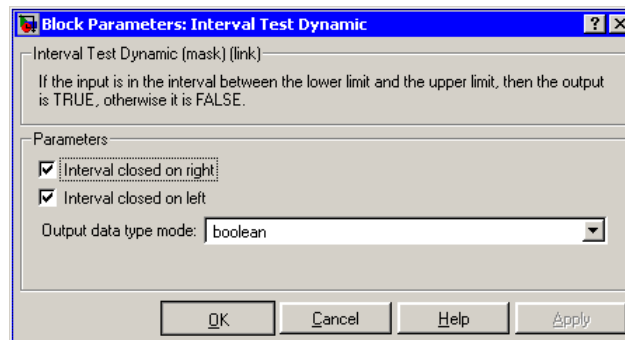 Block Parameters: Interval Test Dynamic
Interval Test Dynamic (mask) (link)
If the input is in the interval between the lower limit and the upper limit, then the output
is TRUE, otherwise it is FALSE.
Parameters
Interval closed on right
Interval closed on left
Output data type mode: boolean
OK Cancel Help Apply